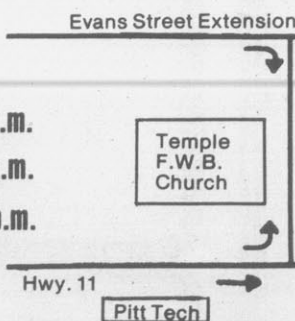 Evans Street Extension
.m.
.m.
.m.
Temple
F.W.B.
Church
Hwy. 11
Pitt Tech